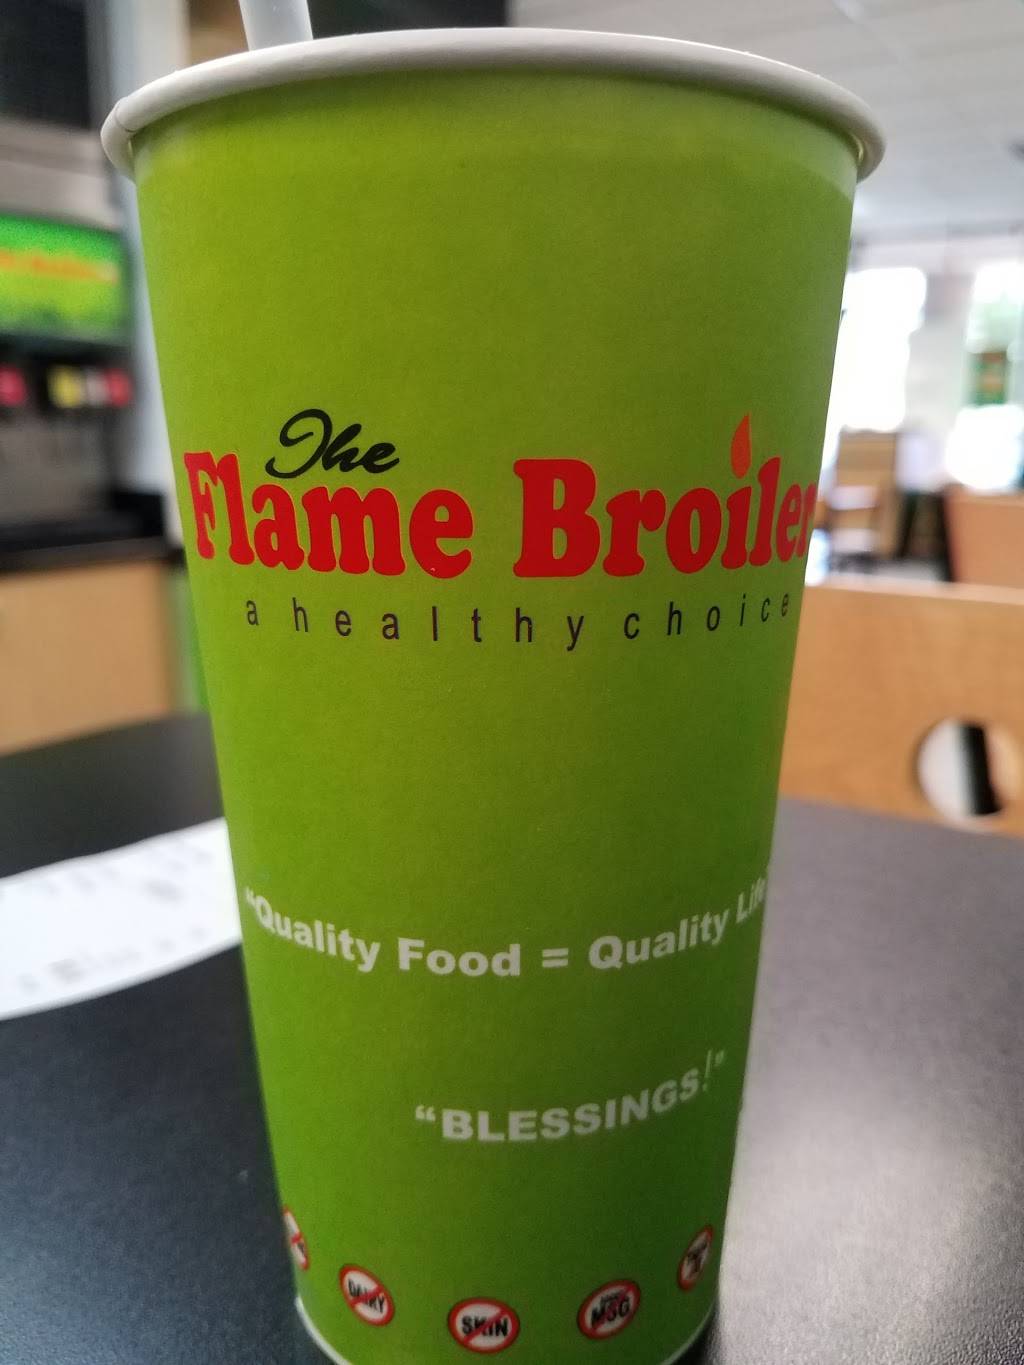 The
Flame Broiler
a healthy choice
“Quality Food = Quality Life
“BLESSINGS!”
DAIRY
SKIN
MSG